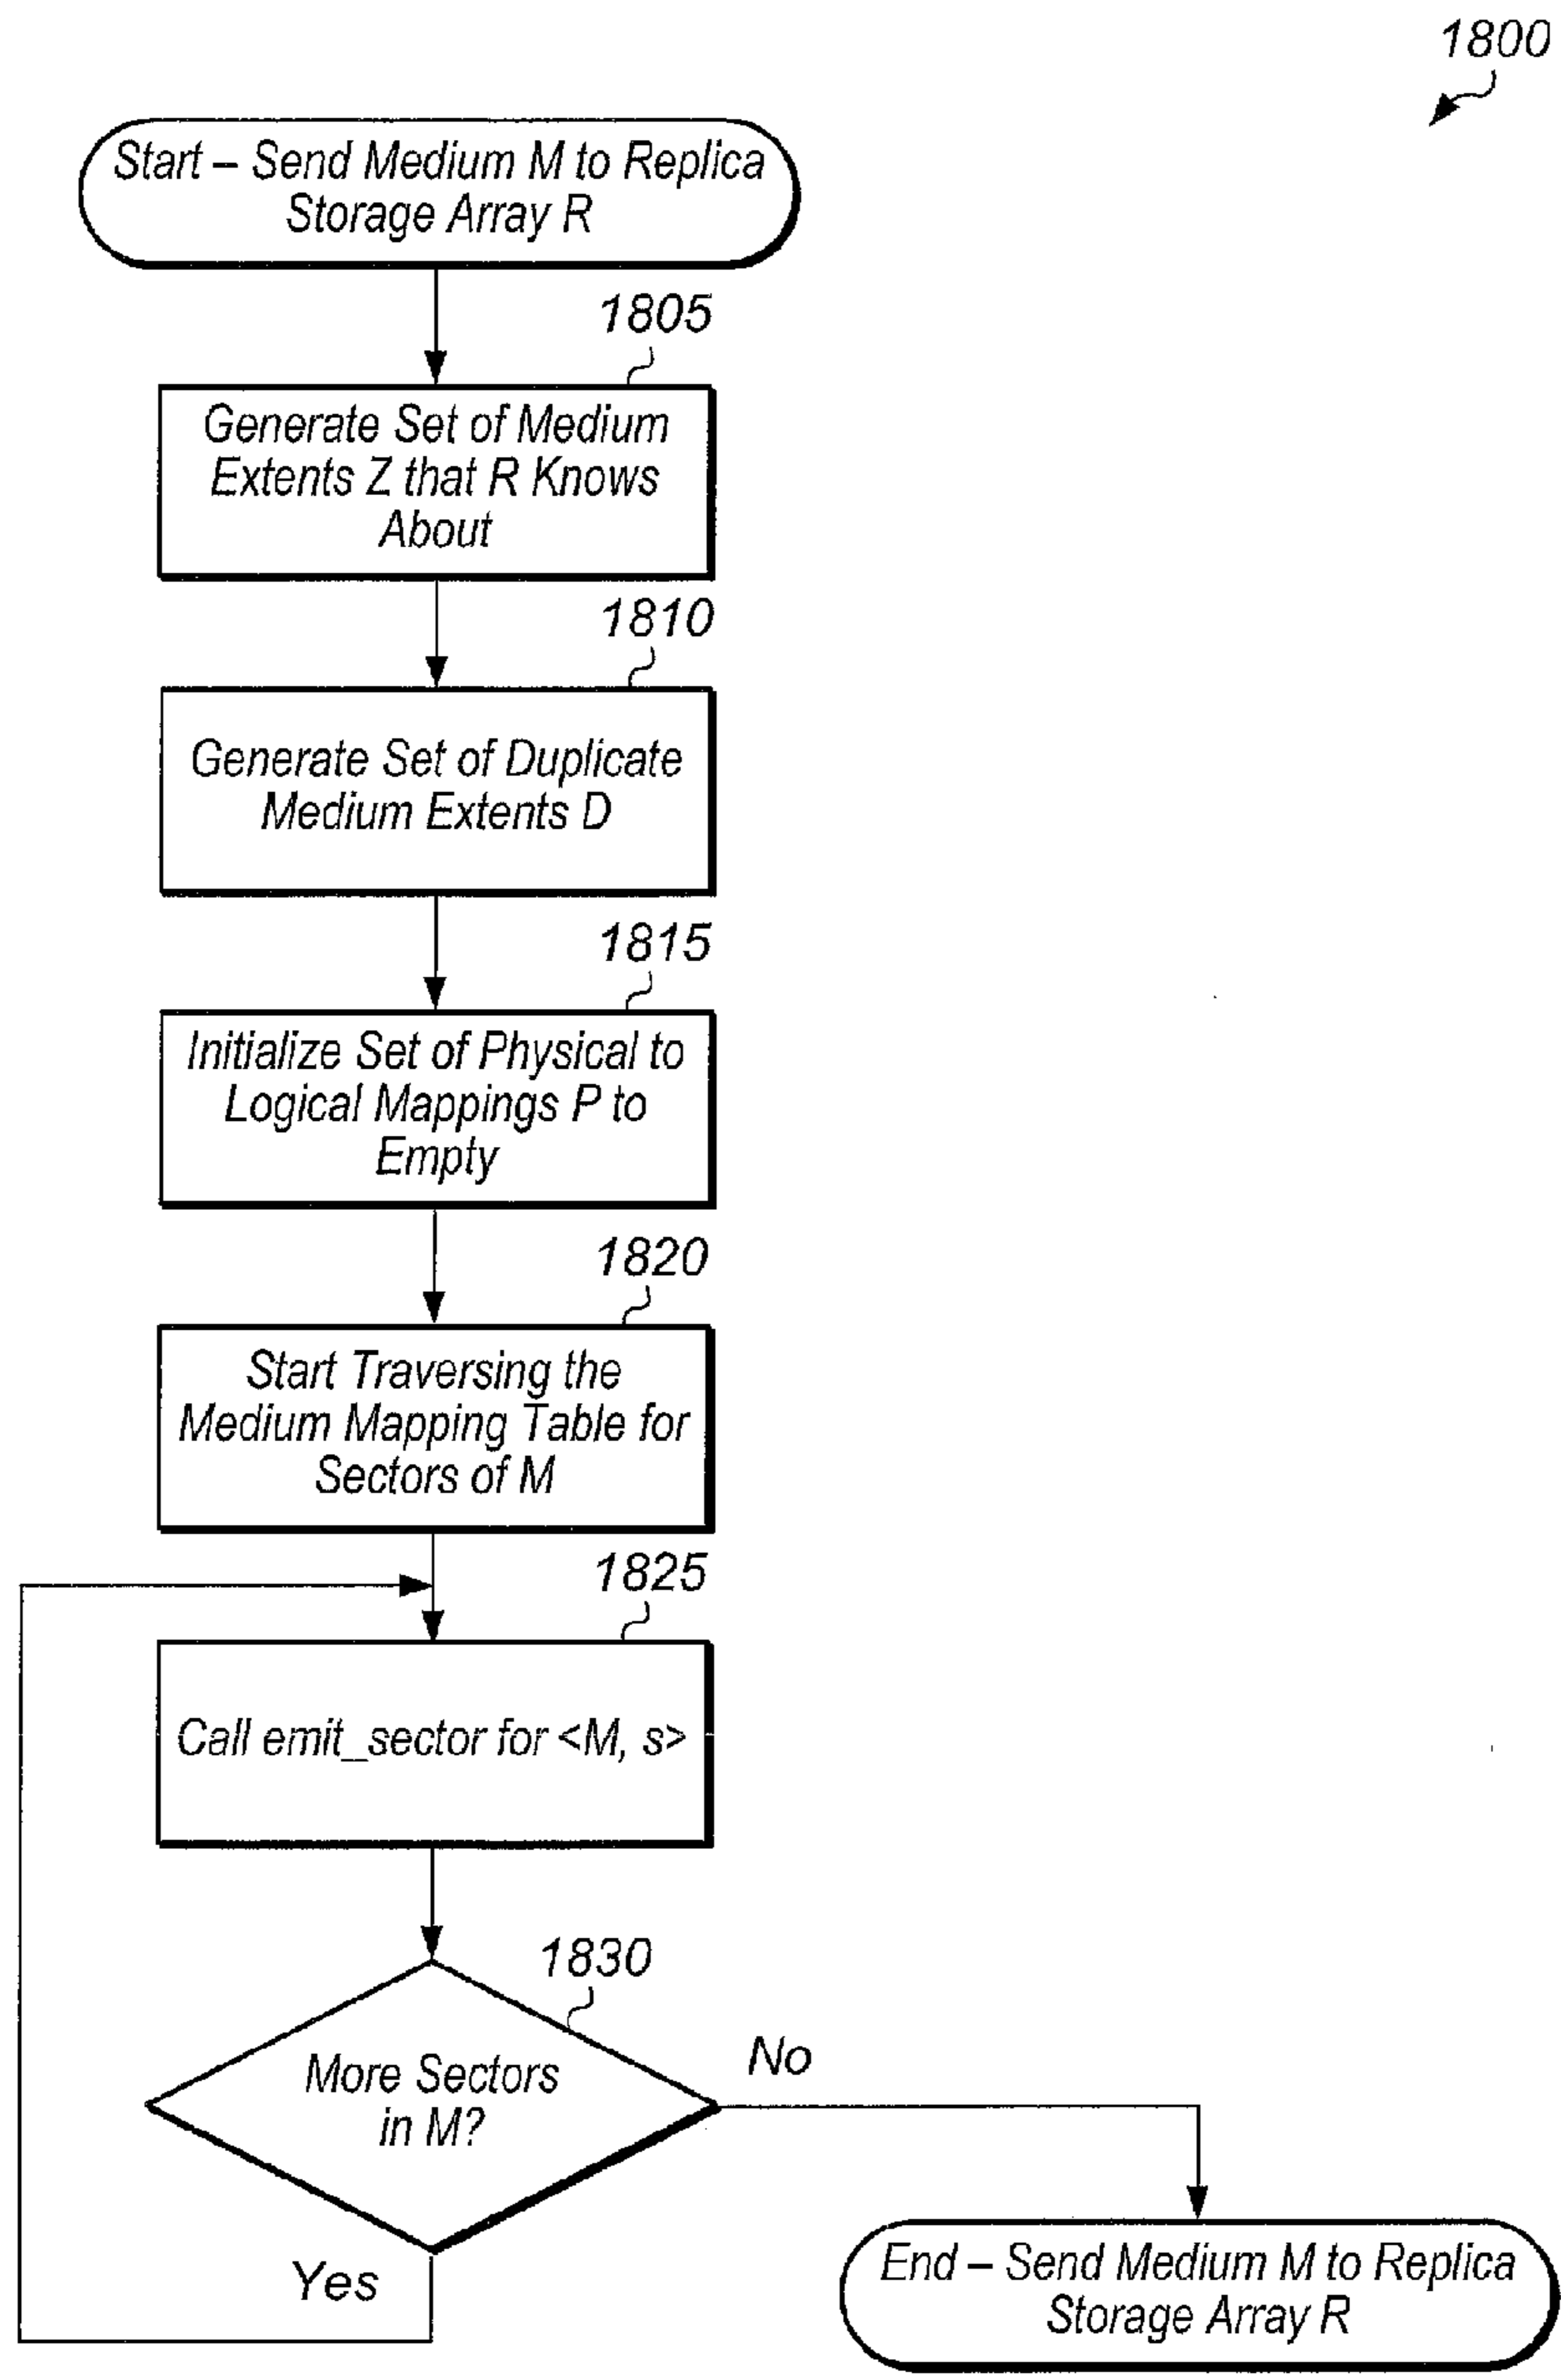 1800
Start – Send Medium M to Replica
Storage Array R
1805
Generate Set of Medium
Extents Z that R Knows
About
1810
Generate Set of Duplicate
Medium Extents D
1815
Initialize Set of Physical to
Logical Mappings P to
Empty
1820
Start Traversing the
Medium Mapping Table for
Sectors of M
1825
Call emit_sector for <M, s>
1830
More Sectors
in M?
No
Yes
End – Send Medium M to Replica
Storage Array R